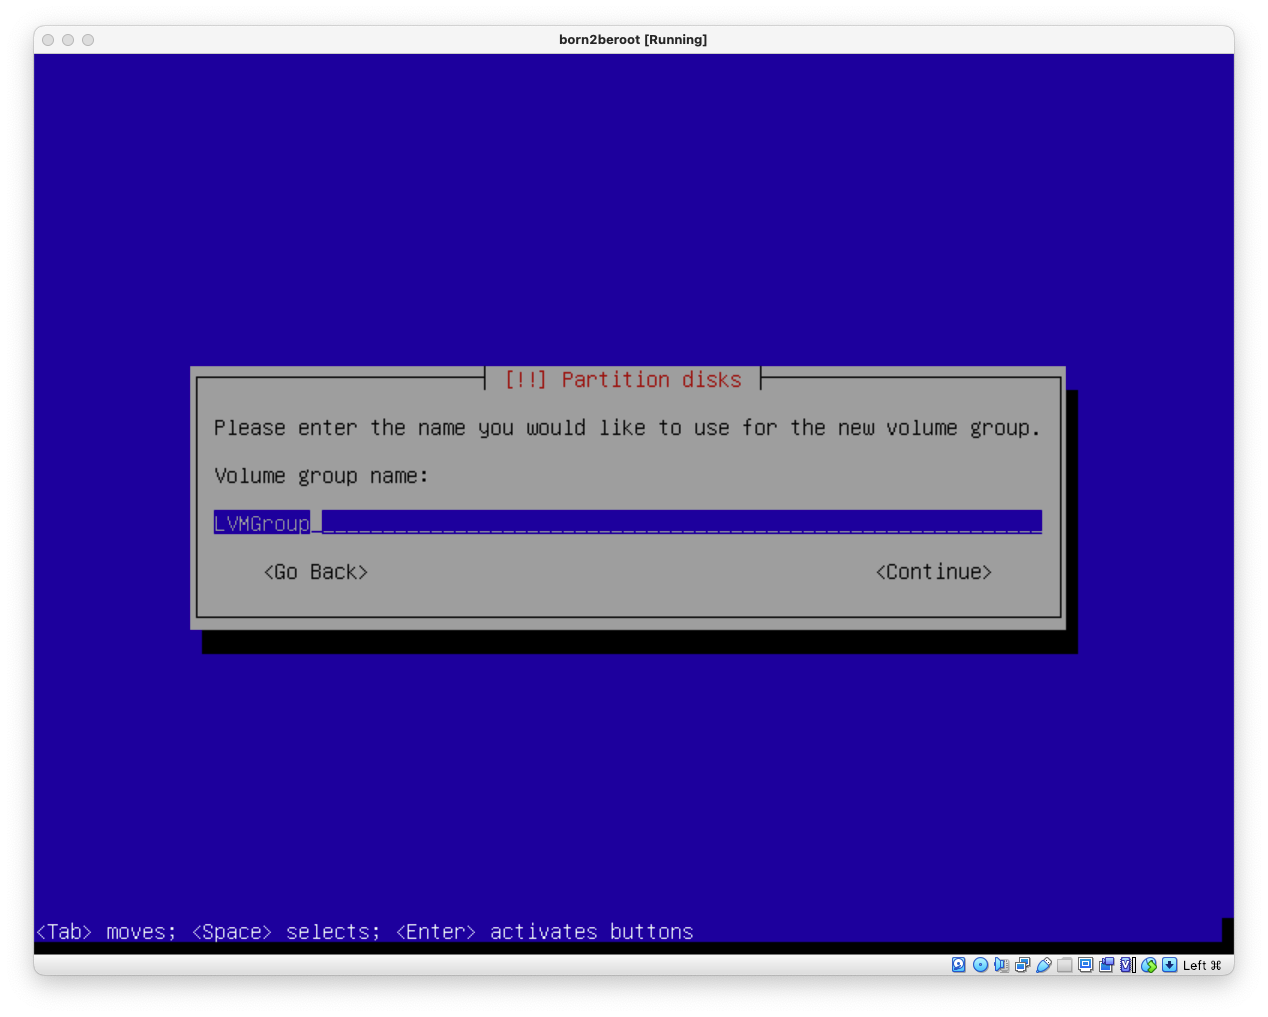 born2beroot [Running]
[!!] Partition disks
Please enter the name you would like to use for the new volume group.
Volume group name:
LVMGroup
<Go Back>
<Continue>
<Tab> moves; <Space> selects; <Enter> activates buttons
Left ⌘